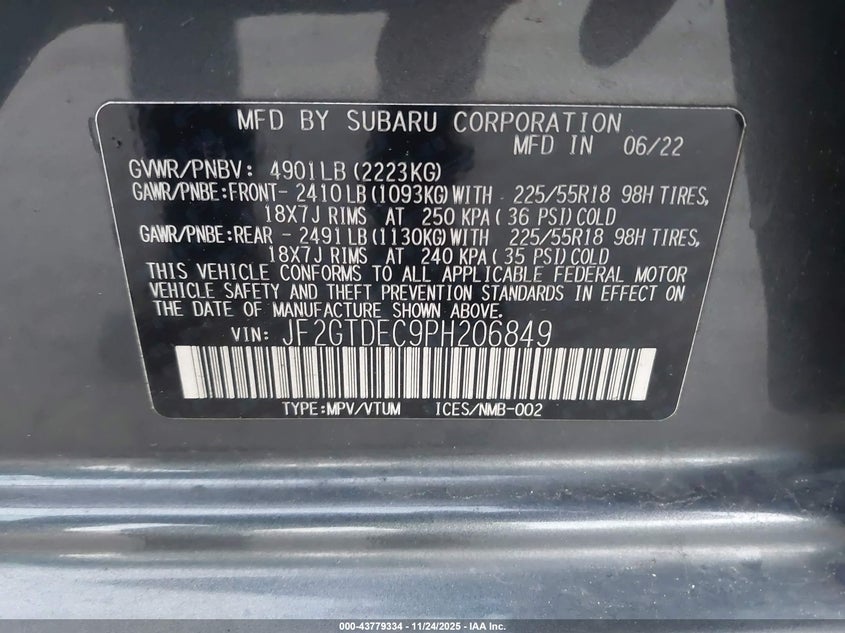 MFD BY SUBARU CORPORATION
MFD IN 06/22
GVWR/PNBV: 4901LB (2223KG)
GAWR/PNBE:FRONT- 2410LB (1093KG)WITH 225/55R18 98H TIRES,
18X7J RIMS AT 250 KPA ( 36 PSI) COLD
GAWR/PNBE:REAR - 2491LB (1130KG)WITH 225/55R18 98H TIRES,
18X7J RIMS AT 240 KPA ( 35 PSI) COLD
THIS VEHICLE CONFORMS TO ALL APPLICABLE FEDERAL MOTOR
VEHICLE SAFETY AND THEFT PREVENTION STANDARDS IN EFFECT ON
THE DATE OF MANUFACTURE SHOWN ABOVE.
VIN: JF2GTDEC9PH206849
TYPE:MPV/VTUM ICES/NMB-002
000-43779334 - 11/24/2025 - IAA Inc.